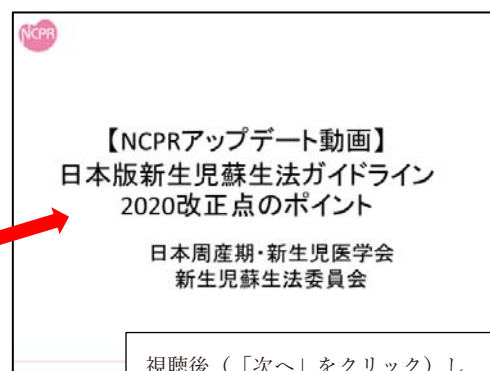 NCPR
【NCPRアップデート動画】
日本版新生児蘇生法ガイドライン
2020改正点のポイント
日本周産期・新生児医学会
新生児蘇生法委員会
視聴後（「次へ」をクリック）し